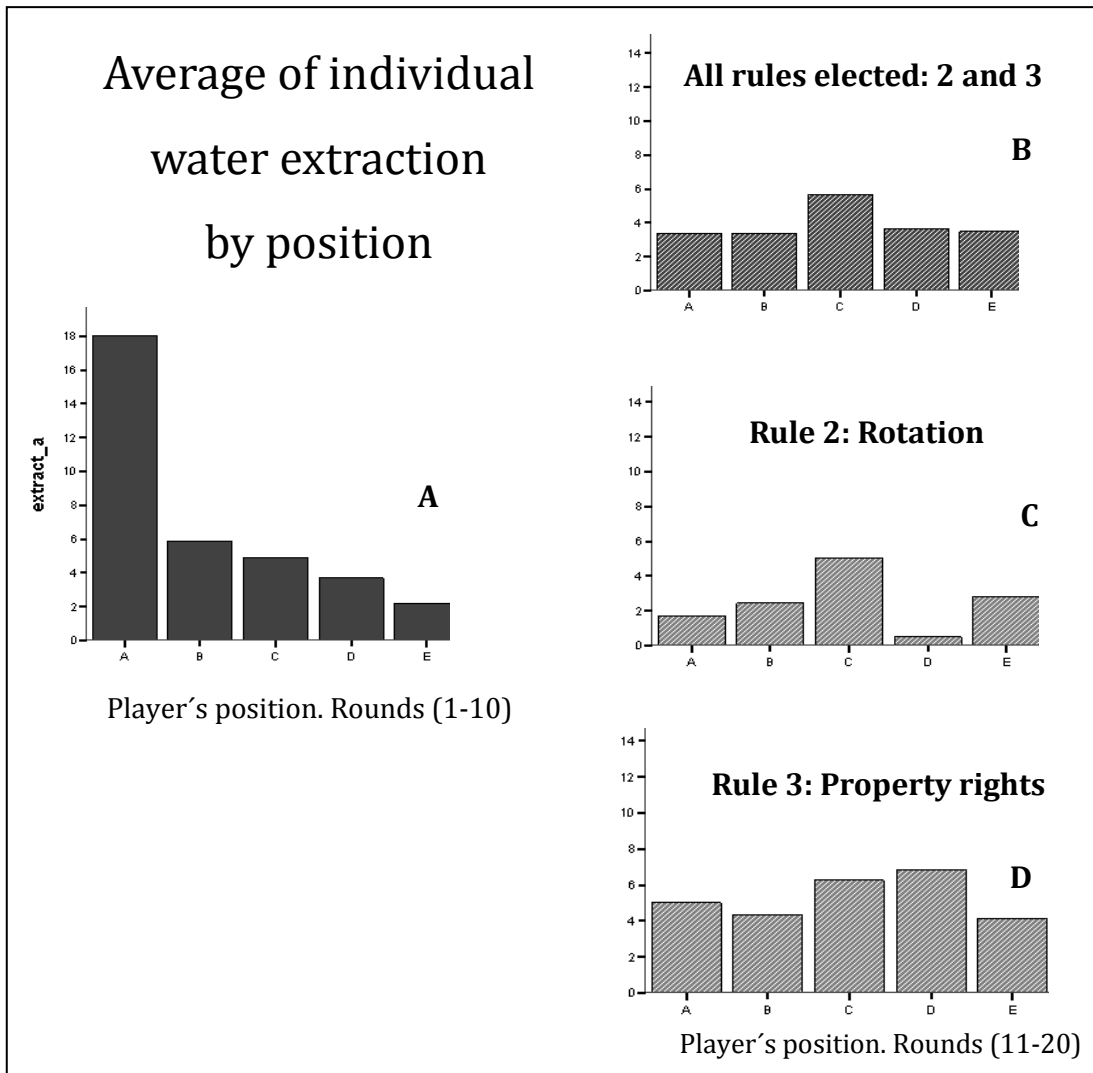 Average of individual
water extraction
by position
18
16
14
12
10
8
6
4
2
0
extract_a
A
A B C D E
Player´s position. Rounds (1-10)
14
12
10
8
6
4
2
0
All rules elected: 2 and 3
B
A B C D E
14
12
10
8
6
4
2
0
Rule 2: Rotation
C
A B C D E
14
12
10
8
6
4
2
0
Rule 3: Property rights
D
A B C D E
Player´s position. Rounds (11-20)